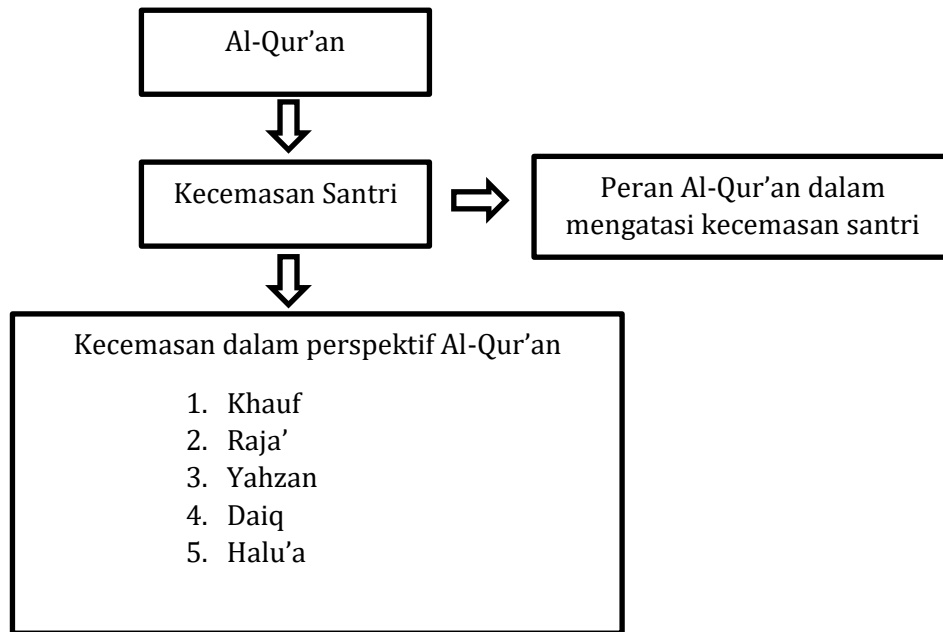 Al-Qur’an
Kecemasan Santri
Peran Al-Qur’an dalam
mengatasi kecemasan santri
Kecemasan dalam perspektif Al-Qur’an
1. Khauf
2. Raja’
3. Yahzan
4. Daiq
5. Halu’a